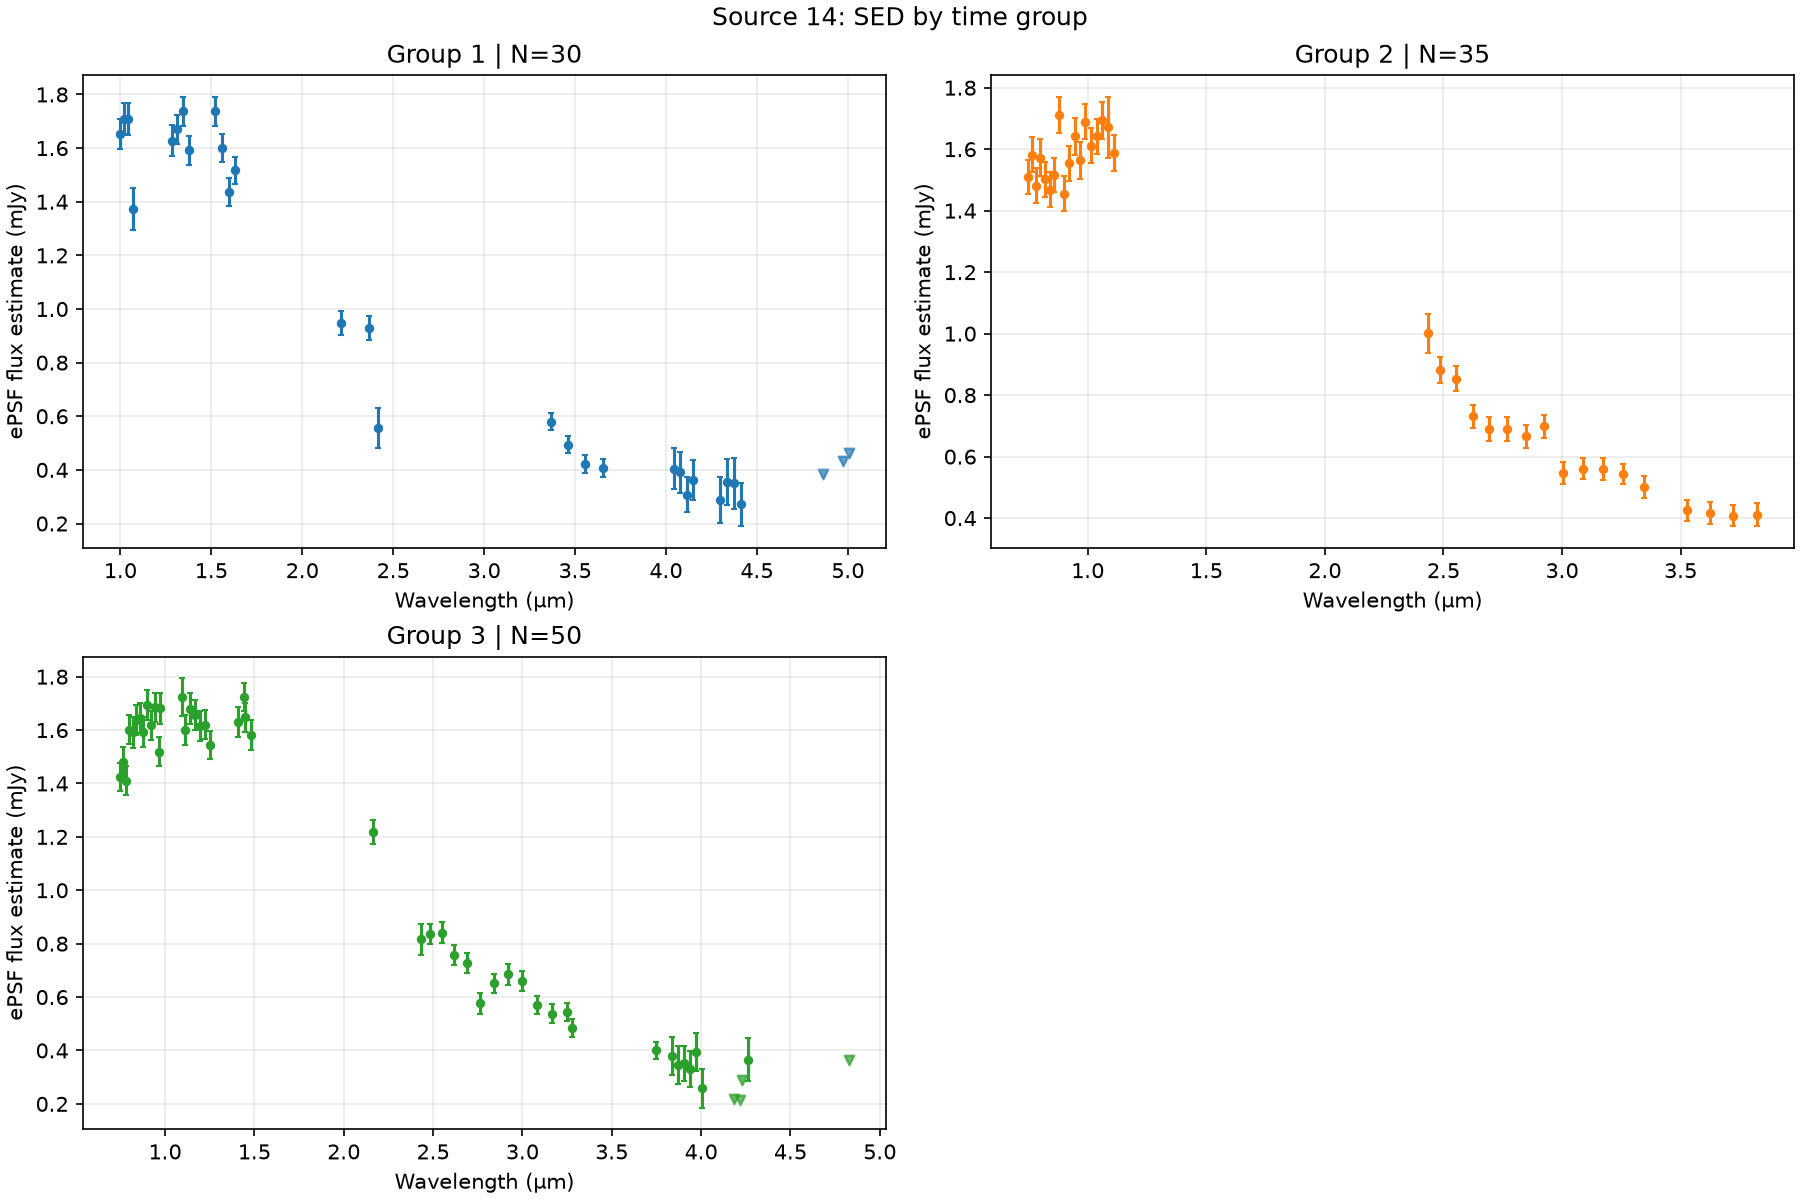 Source 14: SED by time group
Group 1 | N=30
1.8
1.6
1.4
1.2
1.0
0.8
0.6
0.4
0.2
ePSF flux estimate (mJy)
1.0 1.5 2.0 2.5 3.0 3.5 4.0 4.5 5.0
Wavelength (µm)
Group 2 | N=35
1.8
1.6
1.4
1.2
1.0
0.8
0.6
0.4
ePSF flux estimate (mJy)
1.0 1.5 2.0 2.5 3.0 3.5
Wavelength (µm)
Group 3 | N=50
1.8
1.6
1.4
1.2
1.0
0.8
0.6
0.4
0.2
ePSF flux estimate (mJy)
1.0 1.5 2.0 2.5 3.0 3.5 4.0 4.5 5.0
Wavelength (µm)